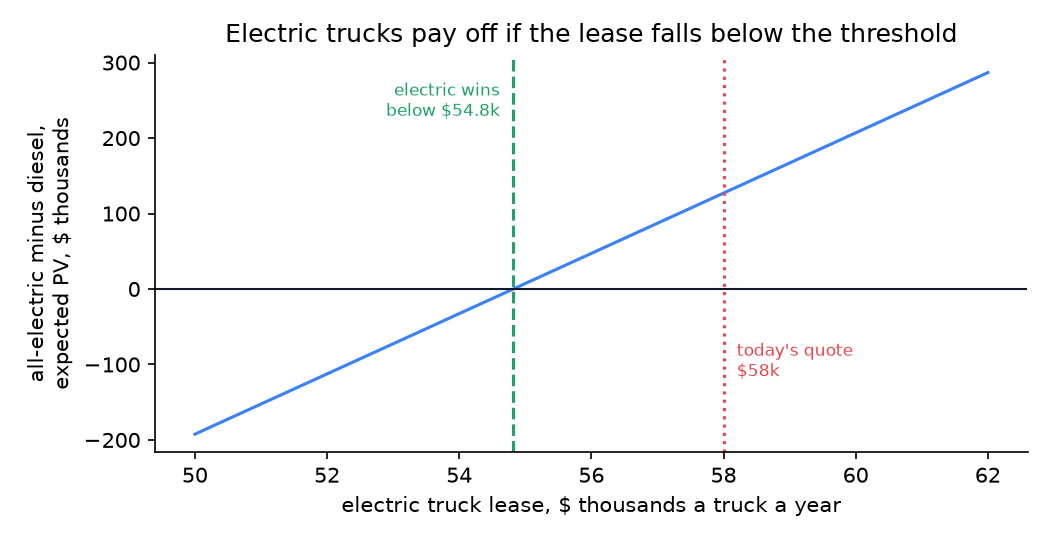 Electric trucks pay off if the lease falls below the threshold
all-electric minus diesel,
expected PV, $ thousands
300
200
100
0
−100
−200
electric wins
below $54.8k
today's quote
$58k
50
52
54
56
58
60
62
electric truck lease, $ thousands a truck a year